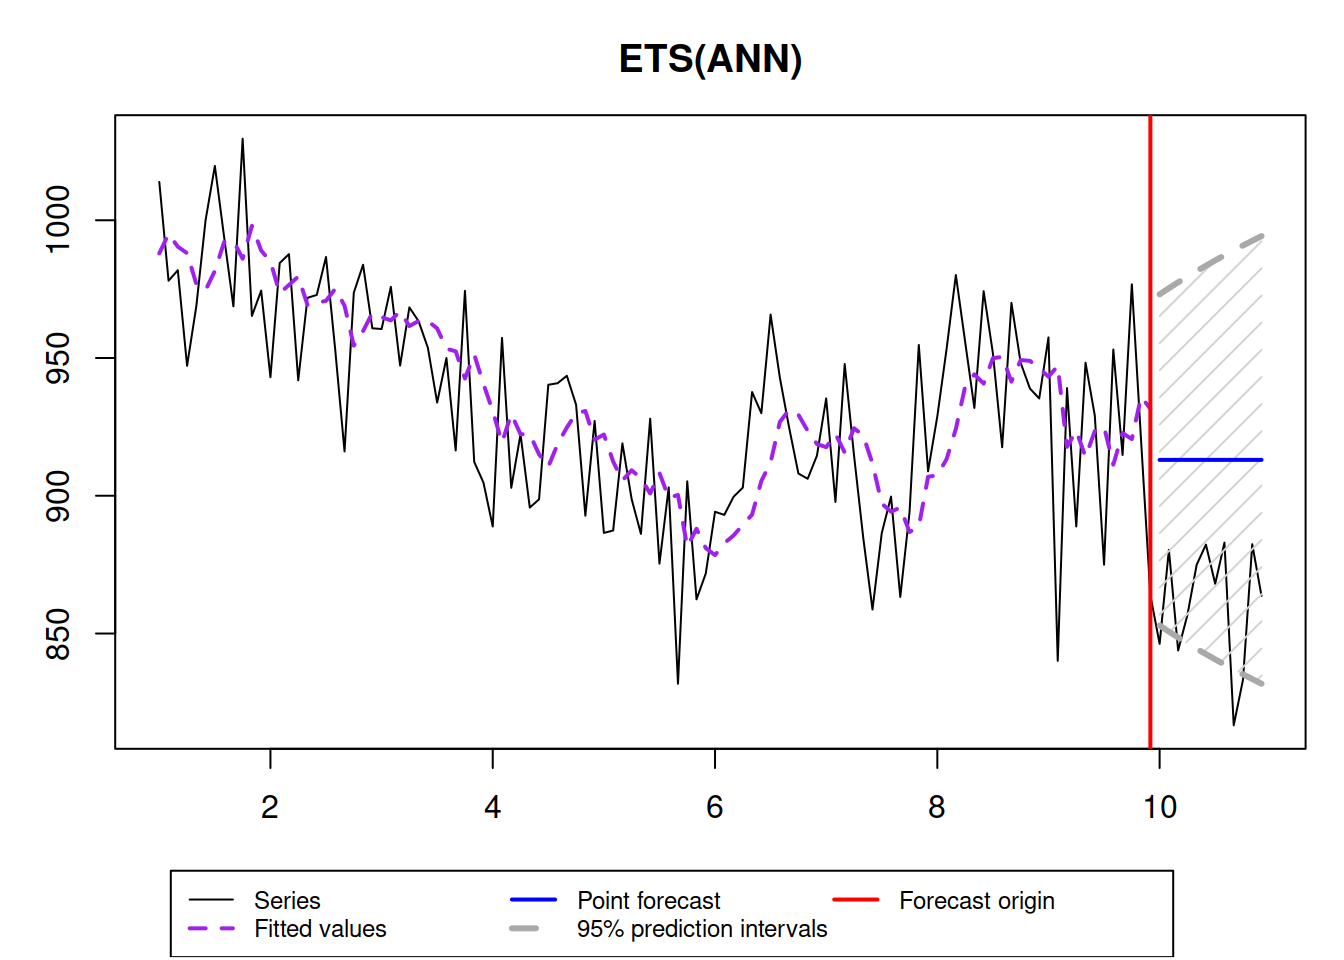 ETS(ANN)
1000
950
900
850
2 4 6 8 10
Series Point forecast Forecast origin
Fitted values 95% prediction intervals